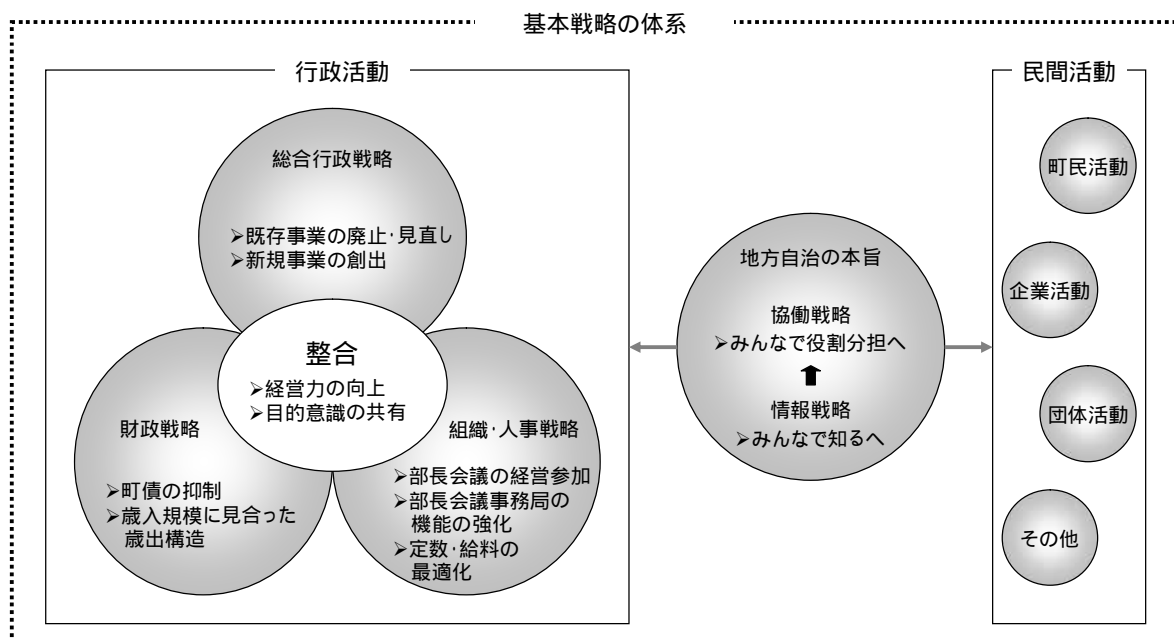 基本戦略の体系
行政活動
総合行政戦略
➢既存事業の廃止・見直し
➢新規事業の創出
整合
➢経営力の向上
➢目的意識の共有
財政戦略
➢町債の抑制
➢歳入規模に見合った
歳出構造
組織・人事戦略
➢部長会議の経営参加
➢部長会議事務局の
機能の強化
➢定数・給料の
最適化
地方自治の本旨
協働戦略
➢みんなで役割分担へ
情報戦略
➢みんなで知るへ
民間活動
町民活動
企業活動
団体活動
その他